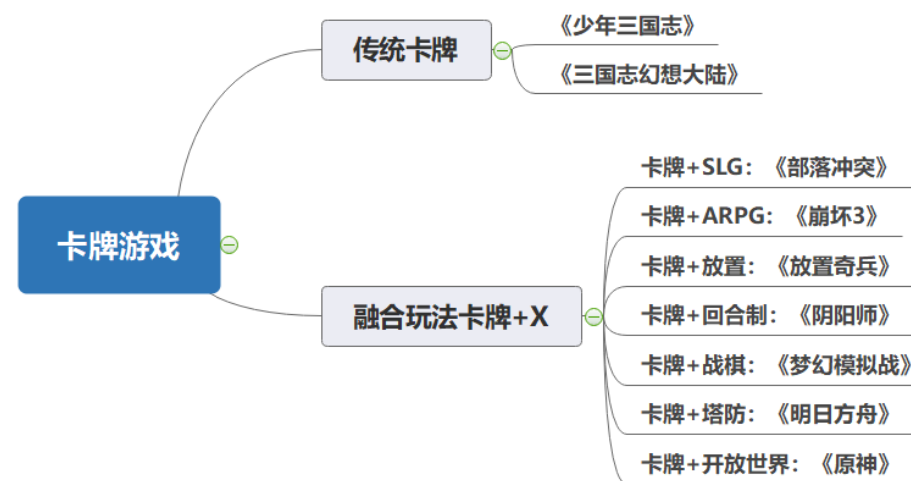 传统卡牌
《少年三国志》
《三国志幻想大陆》
卡牌游戏
融合玩法卡牌+X
卡牌+SLG：《部落冲突》
卡牌+ARPG：《崩坏3》
卡牌+放置：《放置奇兵》
卡牌+回合制：《阴阳师》
卡牌+战棋：《梦幻模拟战》
卡牌+塔防：《明日方舟》
卡牌+开放世界：《原神》